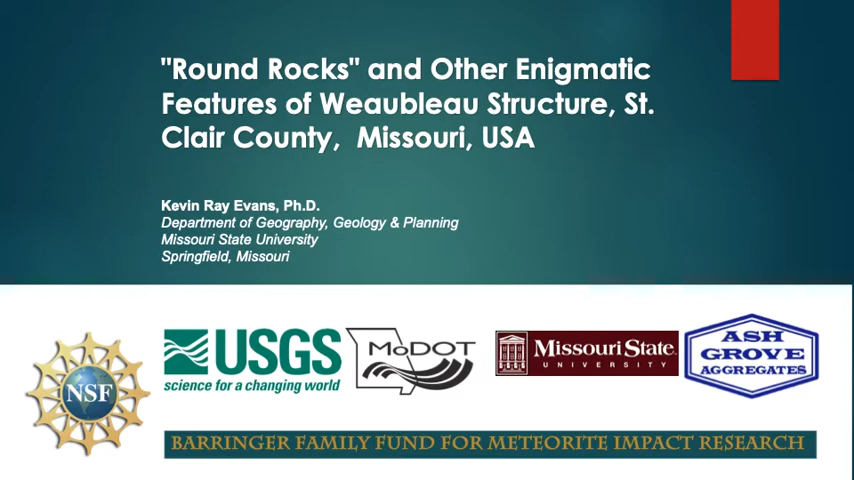 "Round Rocks" and Other Enigmatic
Features of Weaubleau Structure, St.
Clair County,  Missouri, USA
Kevin Ray Evans, Ph.D.
Department of Geography, Geology & Planning
Missouri State University
Springfield, Missouri
NSF
USGS
science for a changing world
MoDOT
Missouri State
UNIVERSITY
ASH
GROVE
AGGREGATES
BARRINGER FAMILY FUND FOR METEORITE IMPACT RESEARCH